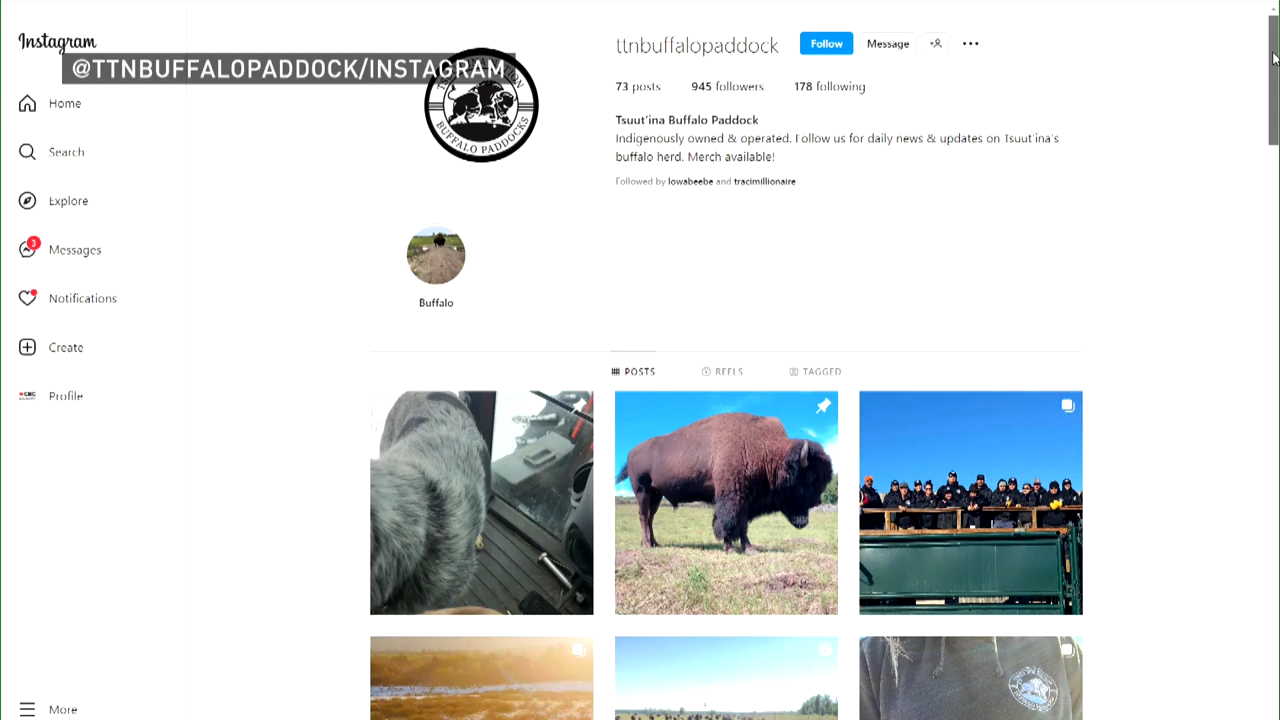 Instagram
@TTNBUFFALOPADDOCK/INSTAGRAM
Home
Search
Explore
3
Messages
Notifications
Create
Profile
More
ttnbuffalopaddock
Follow
Message
73 posts
945 followers
178 following
Tsuut'ina Buffalo Paddock
Indigenously owned & operated. Follow us for daily news & updates on Tsuut'ina's
buffalo herd. Merch available!
Followed by lowabeebe and tracimillionaire
BUFFALO PADDOCKS
Buffalo
POSTS
REELS
TAGGED